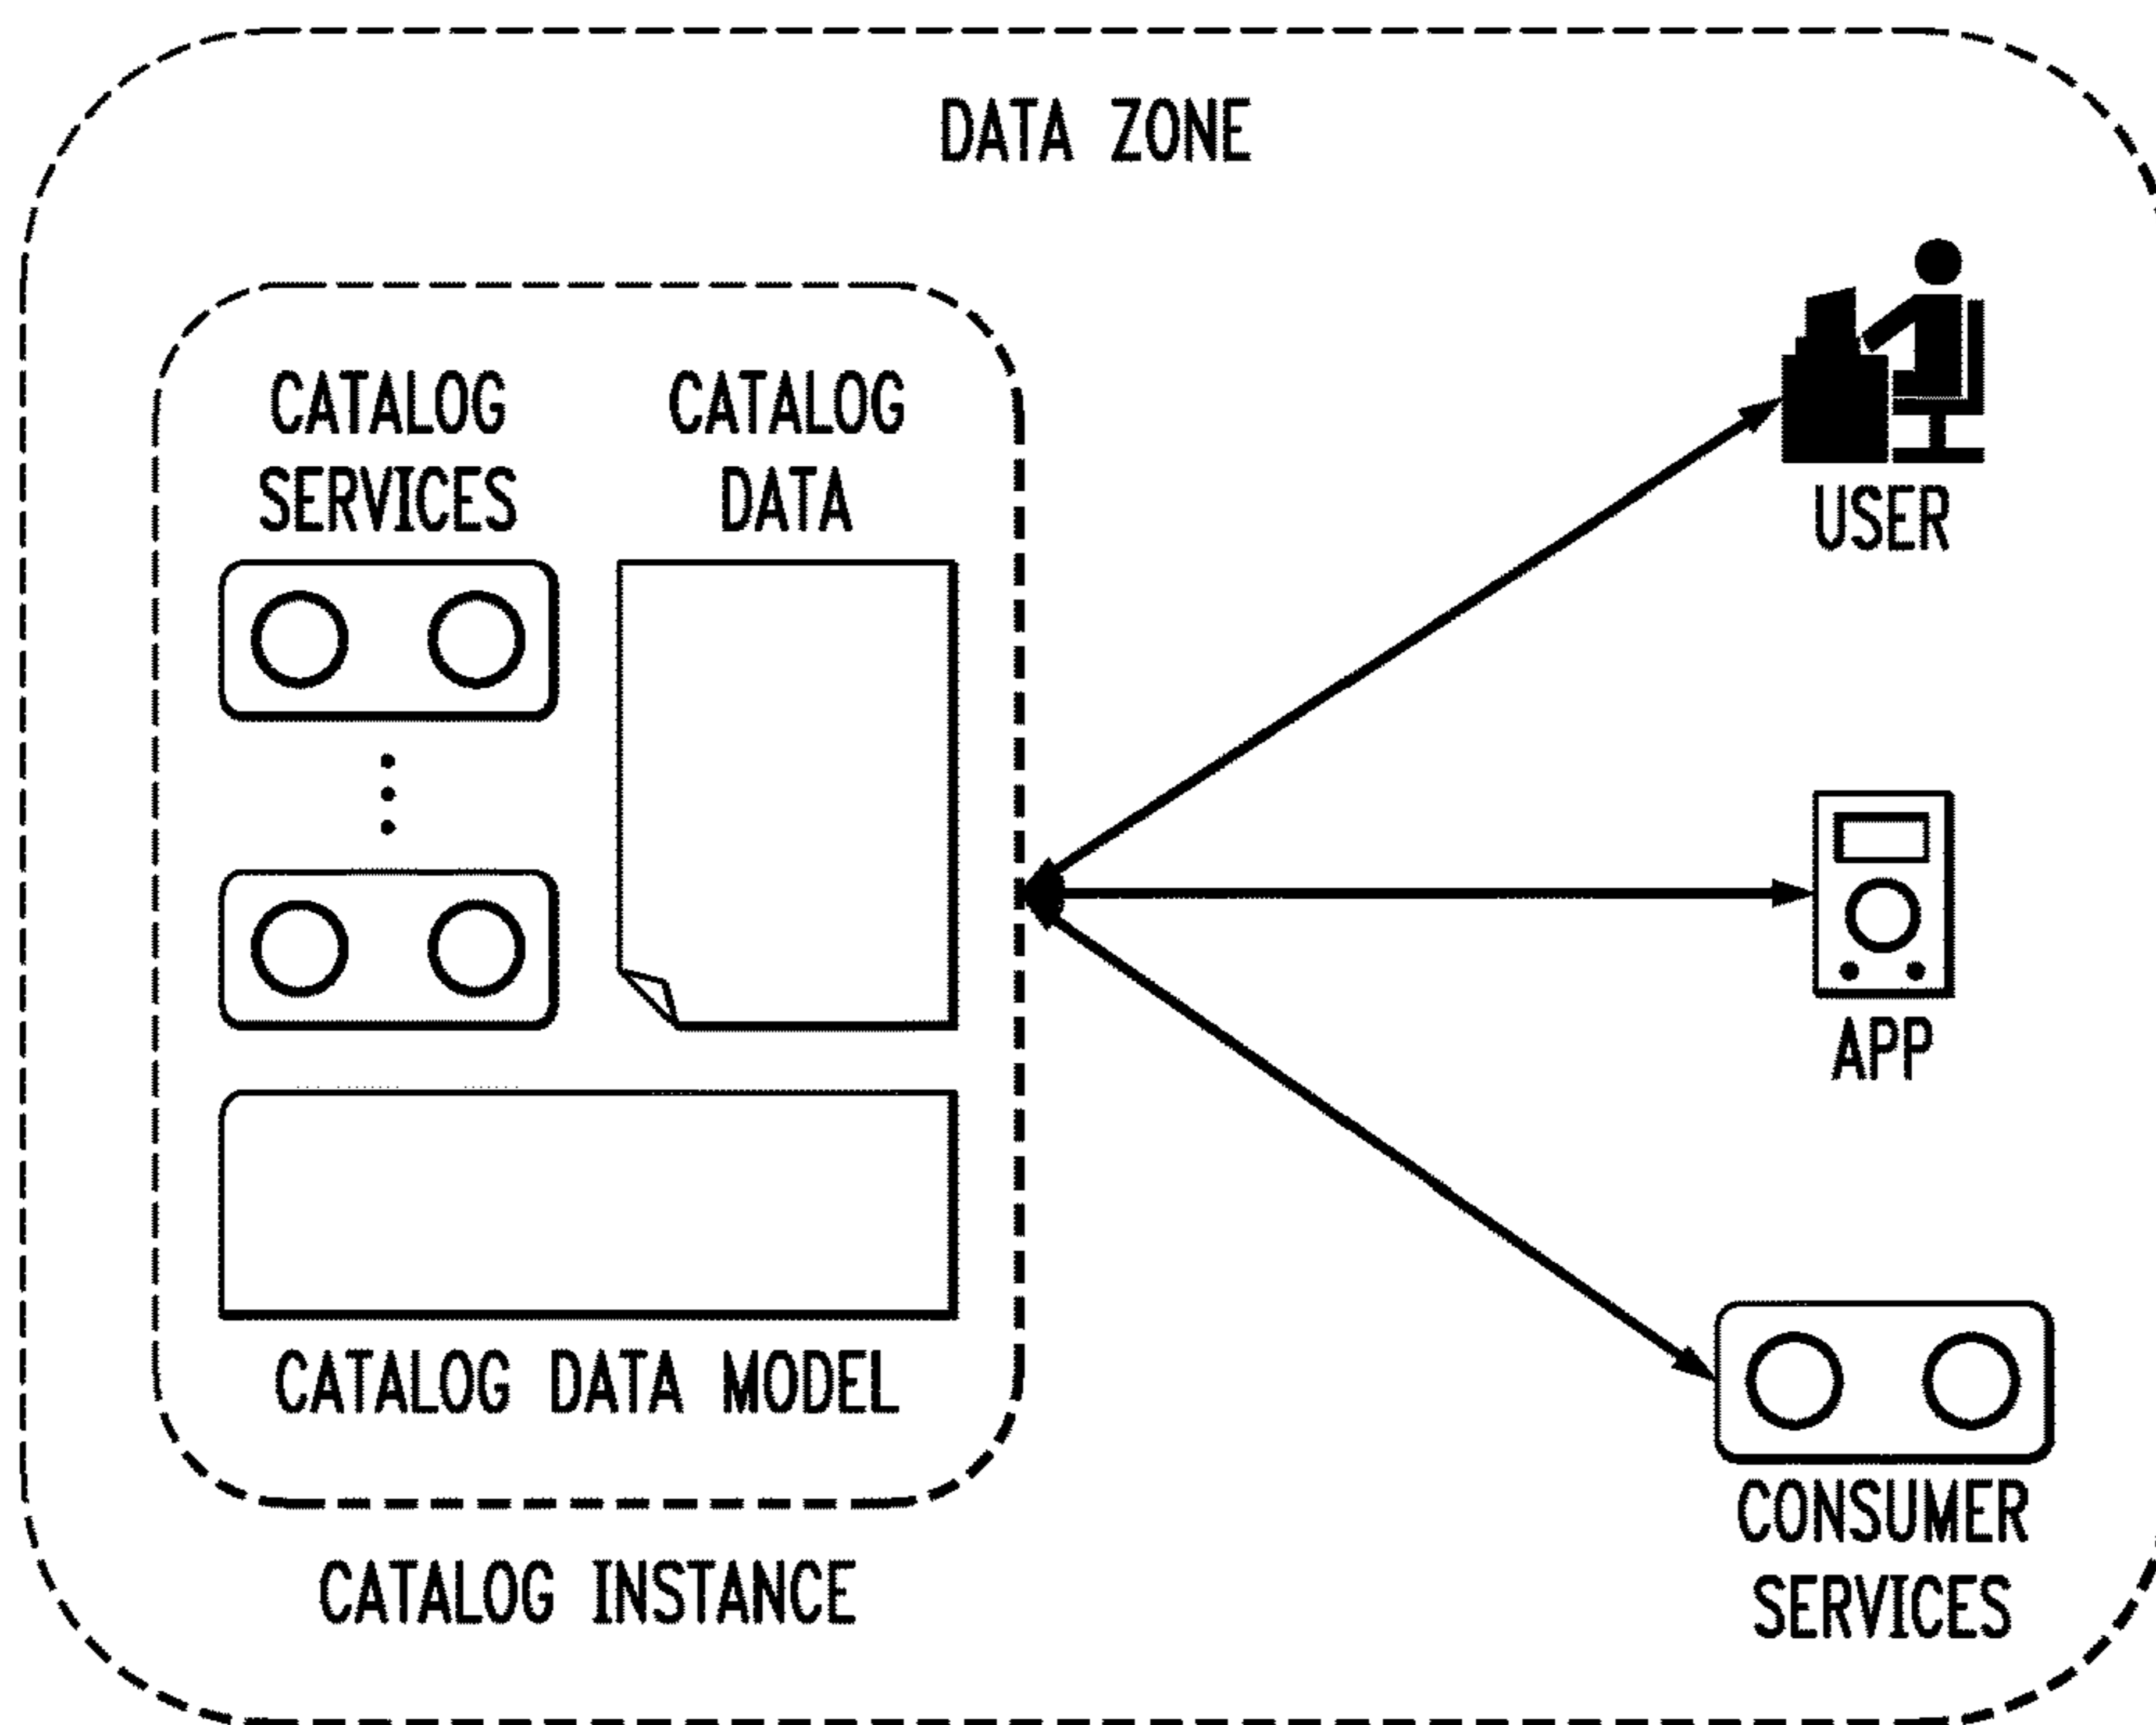 DATA ZONE
CATALOG
SERVICES
CATALOG
DATA
CATALOG DATA MODEL
CATALOG INSTANCE
USER
APP
CONSUMER
SERVICES